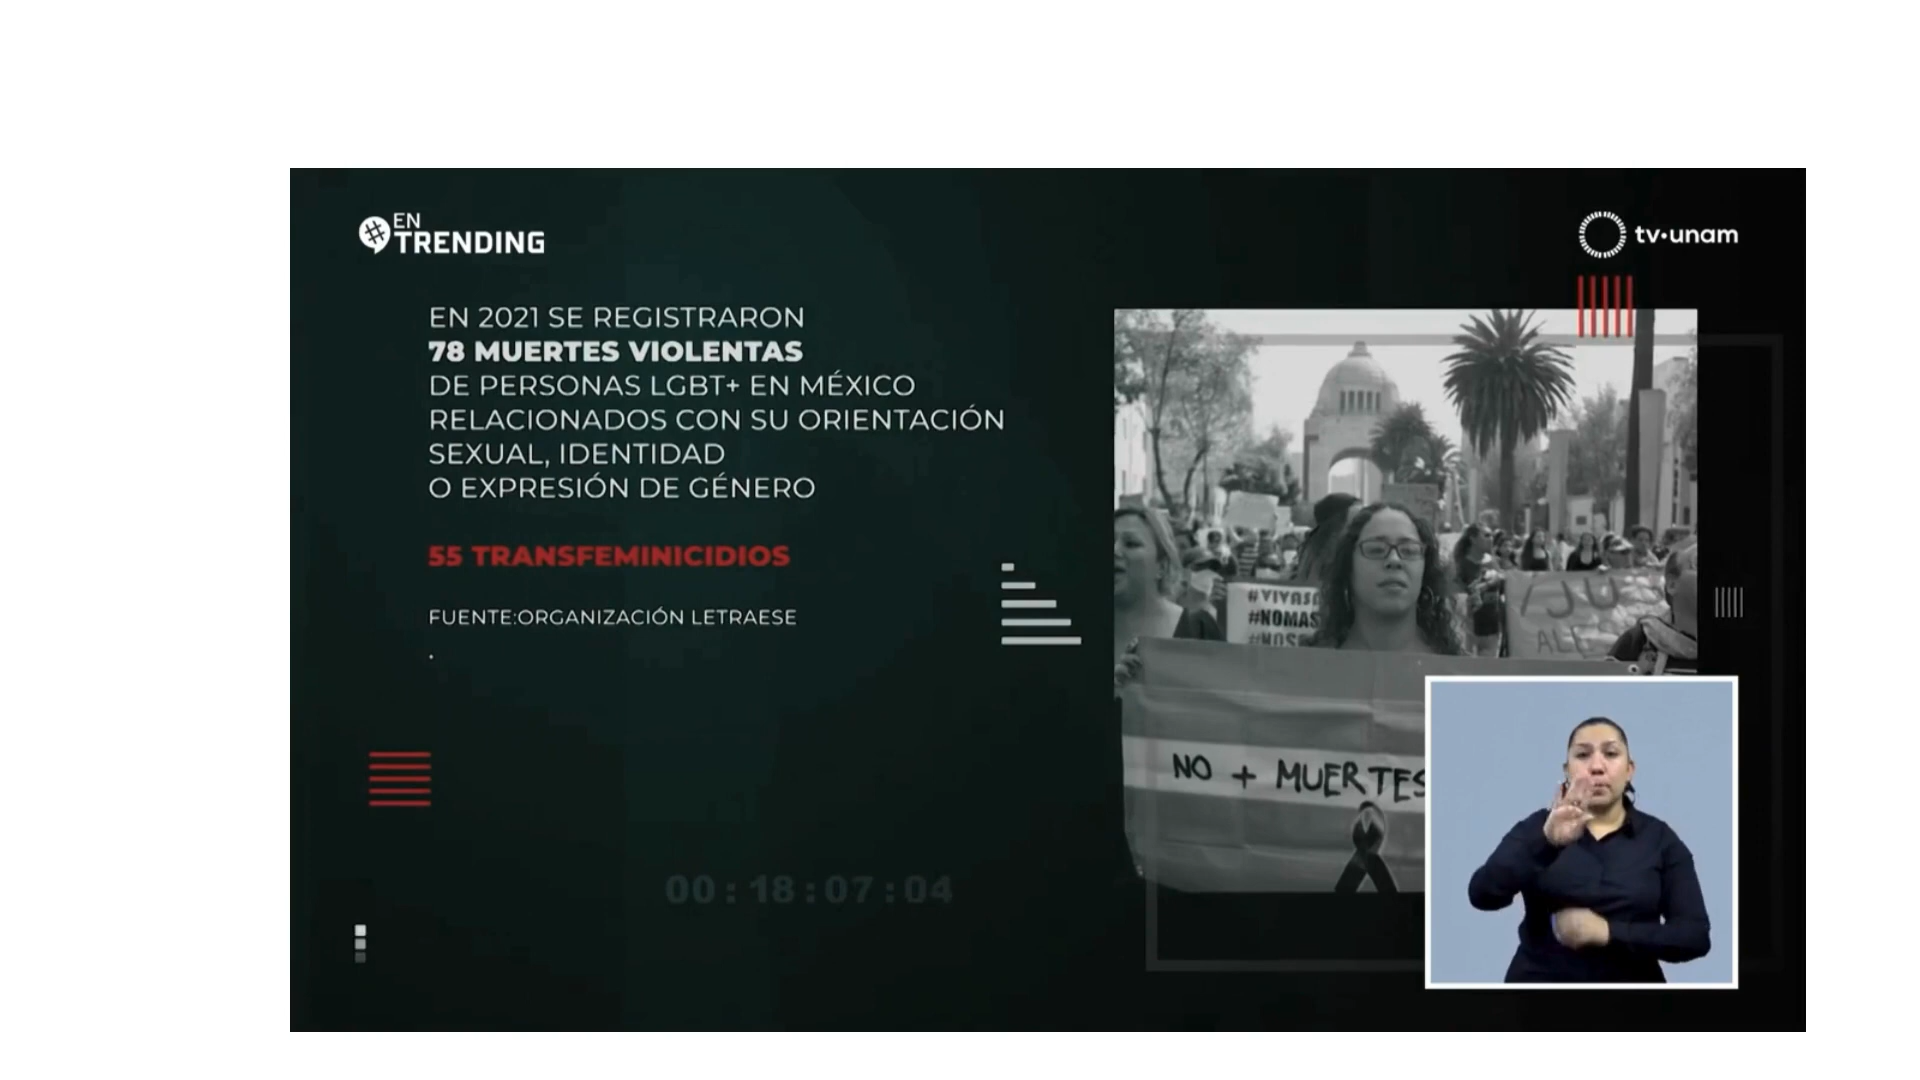 EN
TRENDING
tv·unam
EN 2021 SE REGISTRARON
78 MUERTES VIOLENTAS
DE PERSONAS LGBT+ EN MÉXICO
RELACIONADOS CON SU ORIENTACIÓN
SEXUAL, IDENTIDAD
O EXPRESIÓN DE GÉNERO
55 TRANSFEMINICIDIOS
FUENTE:ORGANIZACIÓN LETRAESE
.
#NOMAS
NO + MUERTES
00:18:07:04